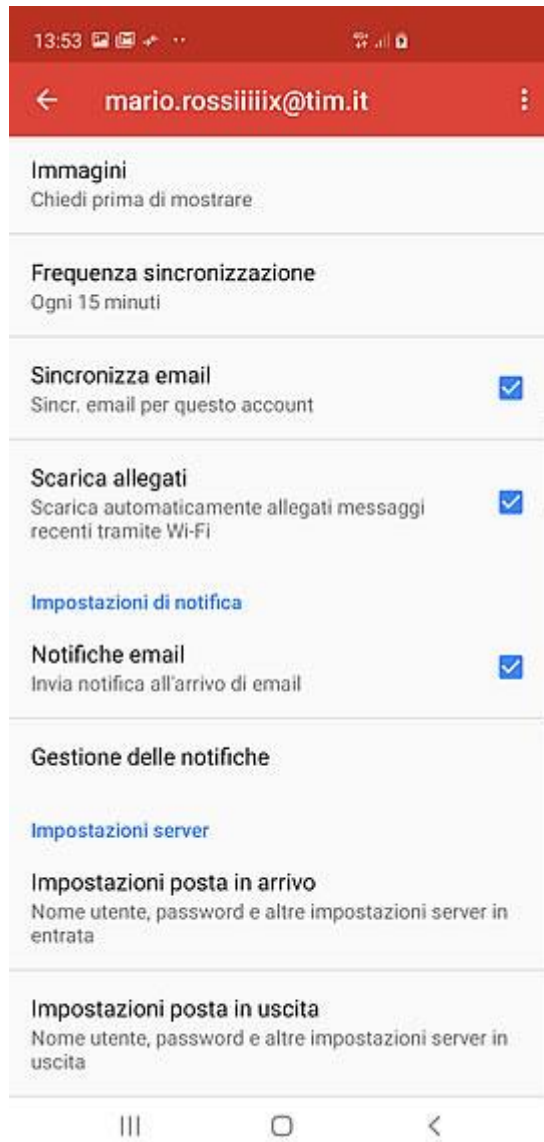 13:53
mario.rossiiiiix@tim.it
Immagini
Chiedi prima di mostrare
Frequenza sincronizzazione
Ogni 15 minuti
Sincronizza email
Sincr. email per questo account
Scarica allegati
Scarica automaticamente allegati messaggi
recenti tramite Wi-Fi
Impostazioni di notifica
Notifiche email
Invia notifica all'arrivo di email
Gestione delle notifiche
Impostazioni server
Impostazioni posta in arrivo
Nome utente, password e altre impostazioni server in
entrata
Impostazioni posta in uscita
Nome utente, password e altre impostazioni server in
uscita